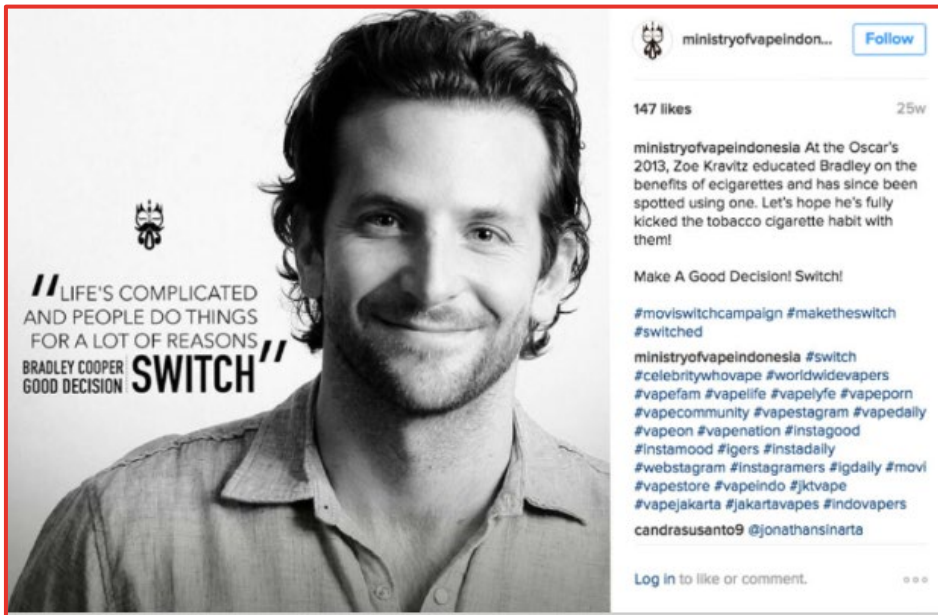 “LIFE'S COMPLICATED
AND PEOPLE DO THINGS
FOR A LOT OF REASONS
BRADLEY COOPER
GOOD DECISION
SWITCH”
ministryofvapeindon...
Follow
147 likes
25w
ministryofvapeindonesia At the Oscar's
2013, Zoe Kravitz educated Bradley on the
benefits of ecigarettes and has since been
spotted using one. Let's hope he's fully
kicked the tobacco cigarette habit with
them!
Make A Good Decision! Switch!
#moviswitchcampaign #maketheswitch
#switched
ministryofvapeindonesia #switch
#celebritywhovape #worldwidevapers
#vapefam #vapelife #vapelyfe #vapeporn
#vapecommunity #vapestagram #vapedaily
#vapeon #vapenation #instagood
#instamood #igers #instadaily
#webstagram #instagramers #igdaily #movi
#vapestore #vapeindo #jktvape
#vapejakarta #jakartavapes #indovapers
candrasusanto9 @jonathansinarta
Log in to like or comment.